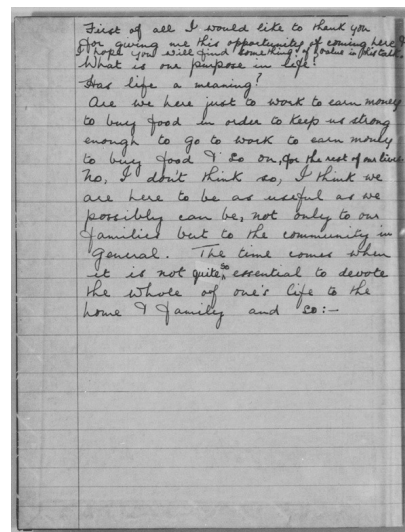 First of all I would like to thank you
for giving me this opportunity of coming here &
I hope you will find something of value in this talk.
What is our purpose in life?
Has life a meaning?
Are we here just to work to earn money
to buy food in order to keep us strong
enough to go to work to earn money
to buy food & so on, for the rest of our lives
No, I don't think so, I think we
are here to be as useful as we
possibly can be, not only to our
families but to the community in
general. The time comes when
it is not quite so essential to devote
the whole of one's life to the
home & family and so:-